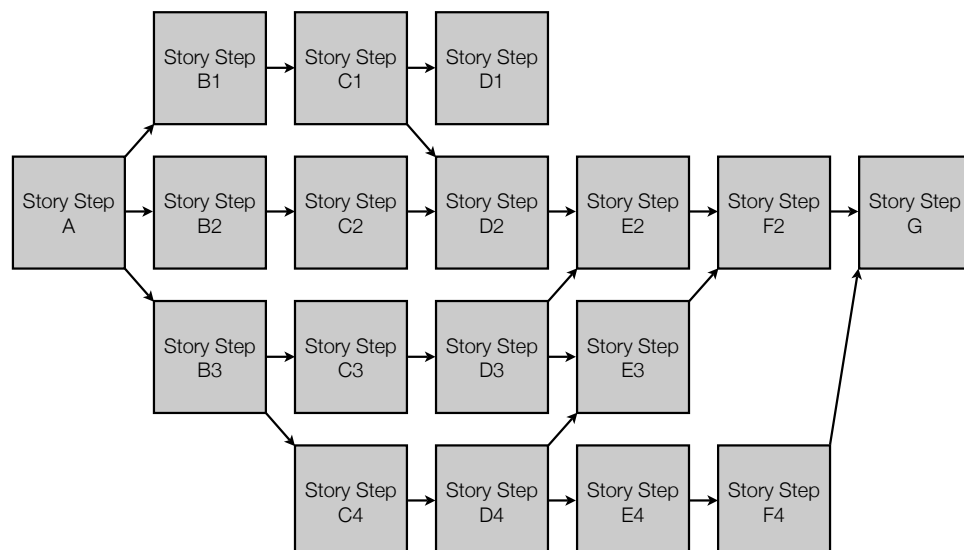 Story Step
B1
Story Step
C1
Story Step
D1
Story Step
A
Story Step
B2
Story Step
C2
Story Step
D2
Story Step
E2
Story Step
F2
Story Step
G
Story Step
B3
Story Step
C3
Story Step
D3
Story Step
E3
Story Step
C4
Story Step
D4
Story Step
E4
Story Step
F4